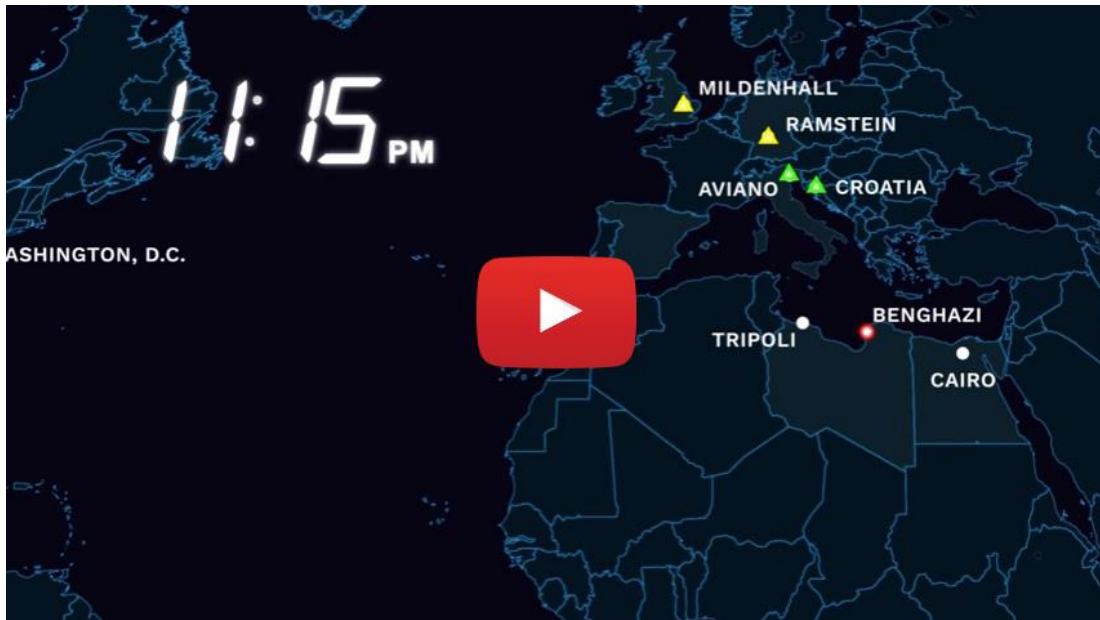 11:15 PM
MILDENHALL
RAMSTEIN
AVIANO
CROATIA
ASHINGTON, D.C.
BENGHAZI
TRIPOLI
CAIRO